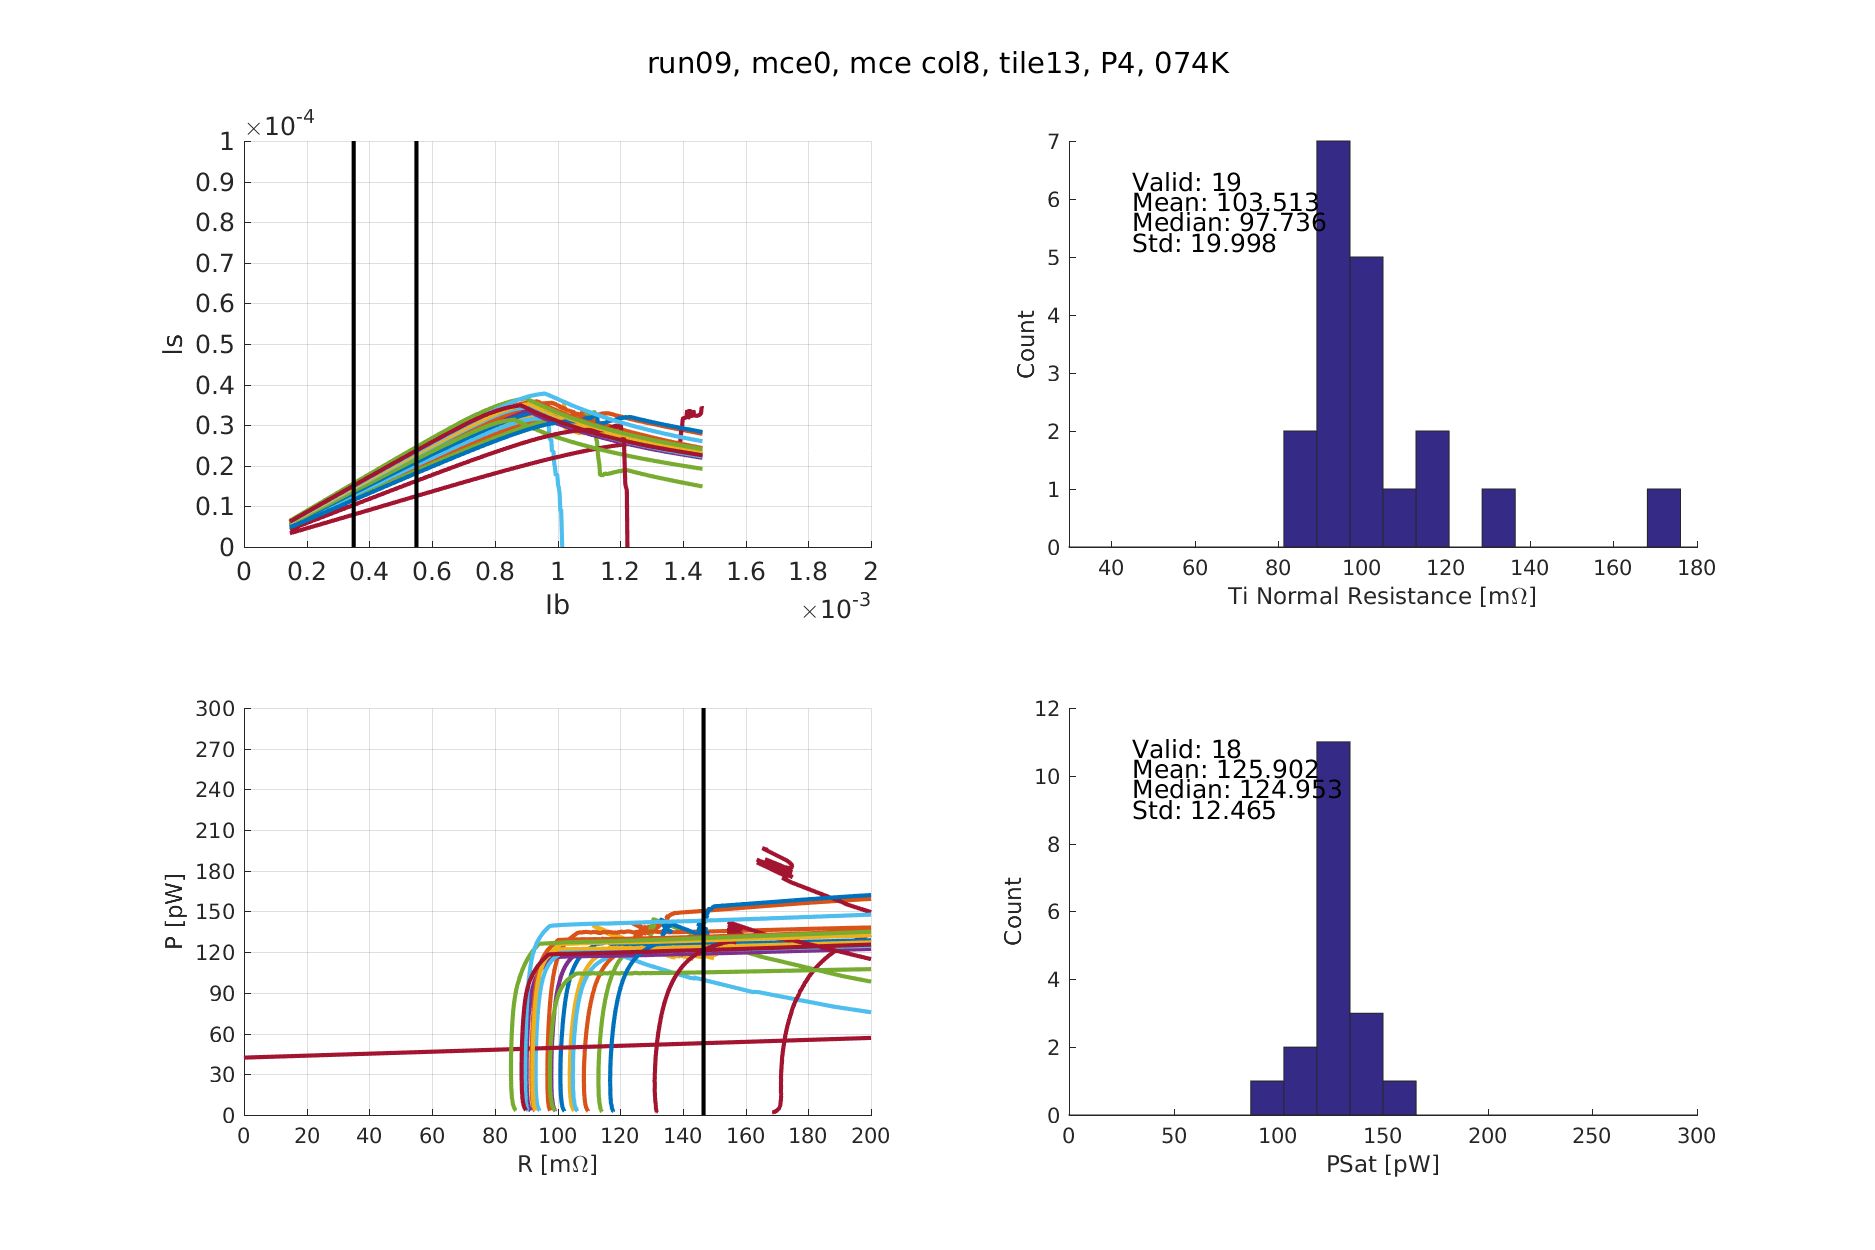 run09, mce0, mce col8, tile13, P4, 074K
×10-4
1
0.9
0.8
0.7
0.6
0.5
0.4
0.3
0.2
0.1
0
Is
0 0.2 0.4 0.6 0.8 1 1.2 1.4 1.6 1.8 2
Ib
×10-3
7
6
5
4
3
2
1
0
Count
Valid: 19
Mean: 103.513
Median: 97.736
Std: 19.998
40 60 80 100 120 140 160 180
Ti Normal Resistance [mΩ]
300
270
240
210
180
150
120
90
60
30
0
P [pW]
0 20 40 60 80 100 120 140 160 180 200
R [mΩ]
12
10
8
6
4
2
0
Count
Valid: 18
Mean: 125.902
Median: 124.953
Std: 12.465
0 50 100 150 200 250 300
PSat [pW]